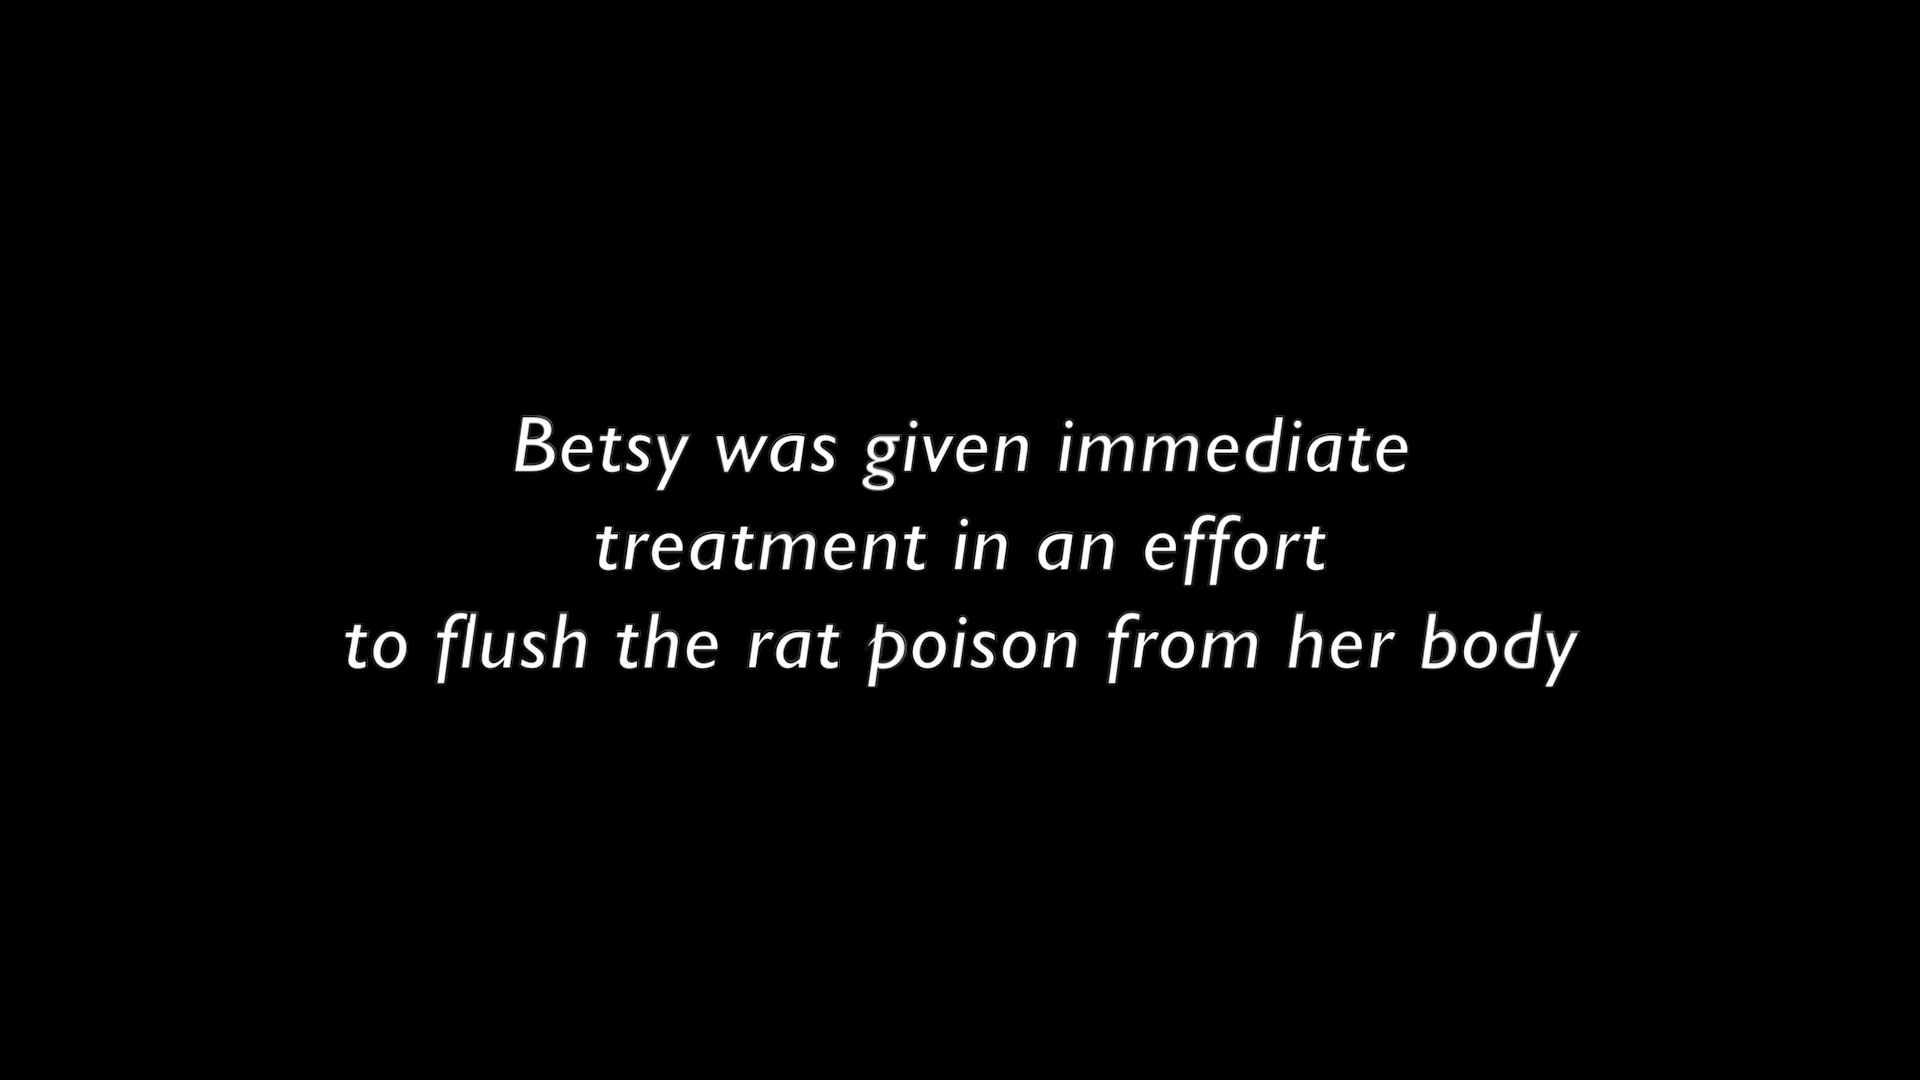 Betsy was given immediate
treatment in an effort
to flush the rat poison from her body